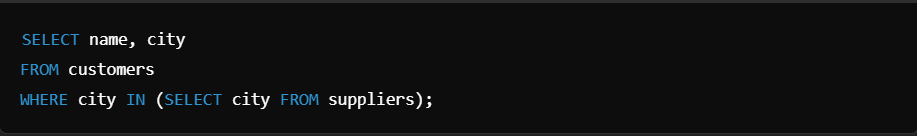 SELECT name, city
FROM customers
WHERE city IN (SELECT city FROM suppliers);